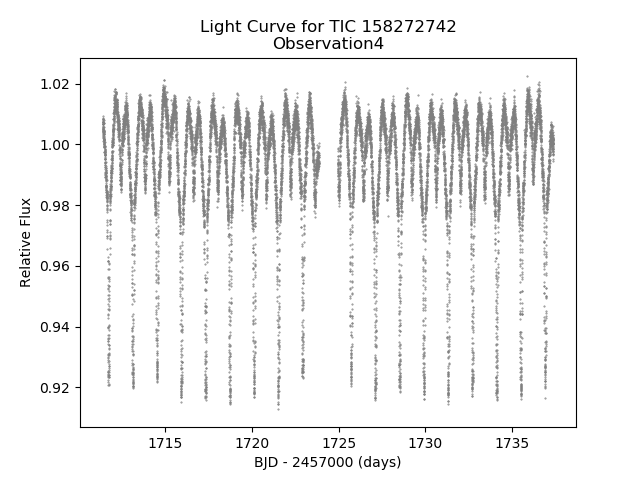 Light Curve for TIC 158272742
Observation4
1.02
1.00
0.98
0.96
0.94
0.92
Relative Flux
1715
1720
1725
1730
1735
BJD - 2457000 (days)